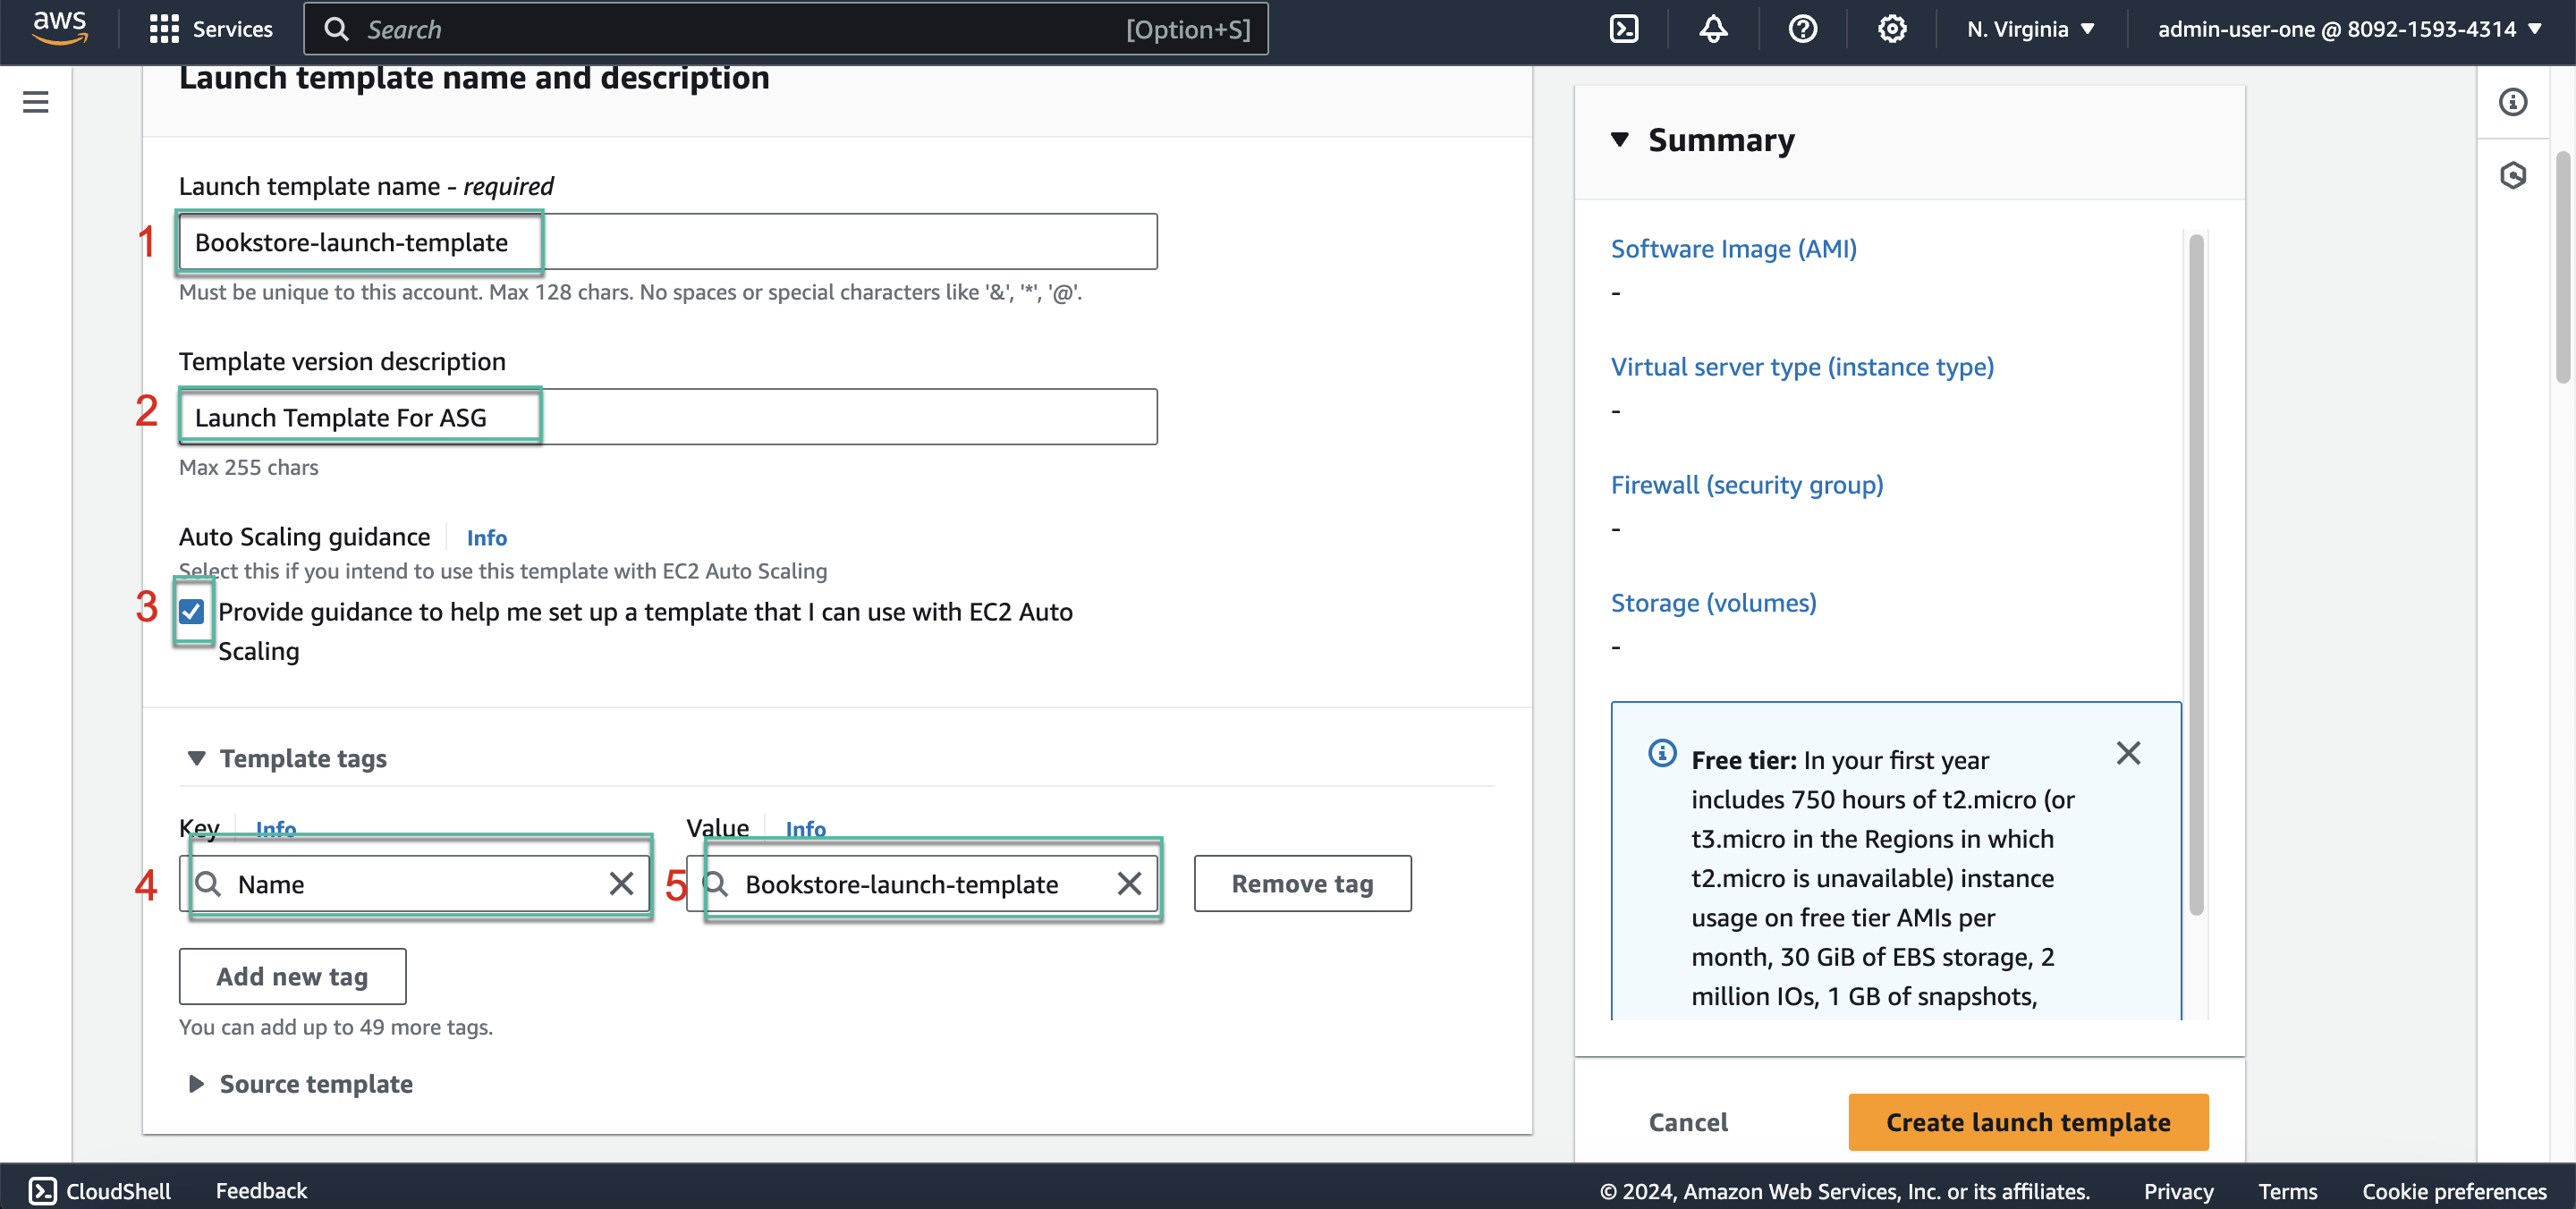 aws
Services
Search
[Option+S]
N. Virginia
admin-user-one @ 8092-1593-4314
Launch template name and description
Launch template name - required
1
Bookstore-launch-template
Must be unique to this account. Max 128 chars. No spaces or special characters like '&', '*', '@'.
Template version description
2
Launch Template For ASG
Max 255 chars
Auto Scaling guidance
Info
Select this if you intend to use this template with EC2 Auto Scaling
3
Provide guidance to help me set up a template that I can use with EC2 Auto
Scaling
Template tags
Key
Info
Value
Info
4
Name
5
Bookstore-launch-template
Remove tag
Add new tag
You can add up to 49 more tags.
Source template
Summary
Software Image (AMI)
-
Virtual server type (instance type)
-
Firewall (security group)
-
Storage (volumes)
-
Free tier: In your first year
includes 750 hours of t2.micro (or
t3.micro in the Regions in which
t2.micro is unavailable) instance
usage on free tier AMIs per
month, 30 GiB of EBS storage, 2
million IOs, 1 GB of snapshots,
Cancel
Create launch template
CloudShell
Feedback
© 2024, Amazon Web Services, Inc. or its affiliates.
Privacy
Terms
Cookie preferences